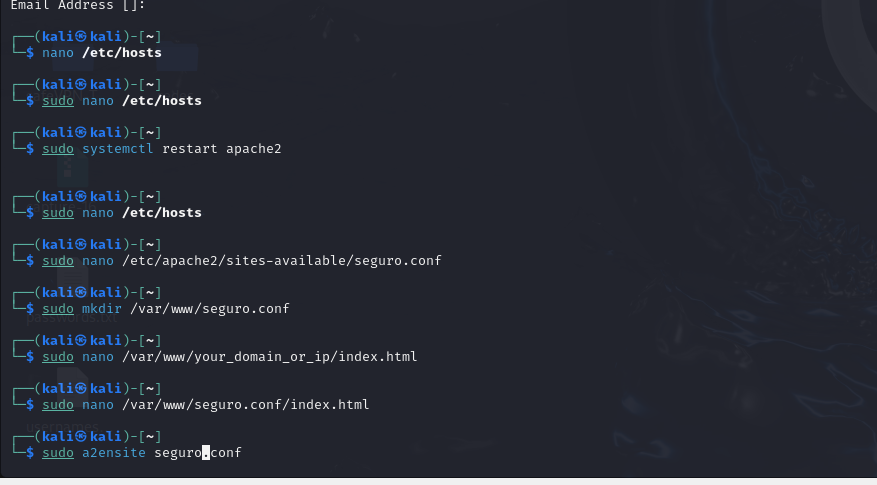 Email Address []:
┌──(kali㉿kali)-[~]
└─$ nano /etc/hosts
┌──(kali㉿kali)-[~]
└─$ sudo nano /etc/hosts
┌──(kali㉿kali)-[~]
└─$ sudo systemctl restart apache2
┌──(kali㉿kali)-[~]
└─$ sudo nano /etc/hosts
┌──(kali㉿kali)-[~]
└─$ sudo nano /etc/apache2/sites-available/seguro.conf
┌──(kali㉿kali)-[~]
└─$ sudo mkdir /var/www/seguro.conf
passwords.txt
┌──(kali㉿kali)-[~]
└─$ sudo nano /var/www/your_domain_or_ip/index.html
┌──(kali㉿kali)-[~]
└─$ sudo nano /var/www/seguro.conf/index.html
usernames
┌──(kali㉿kali)-[~]
└─$ sudo a2ensite seguro.conf